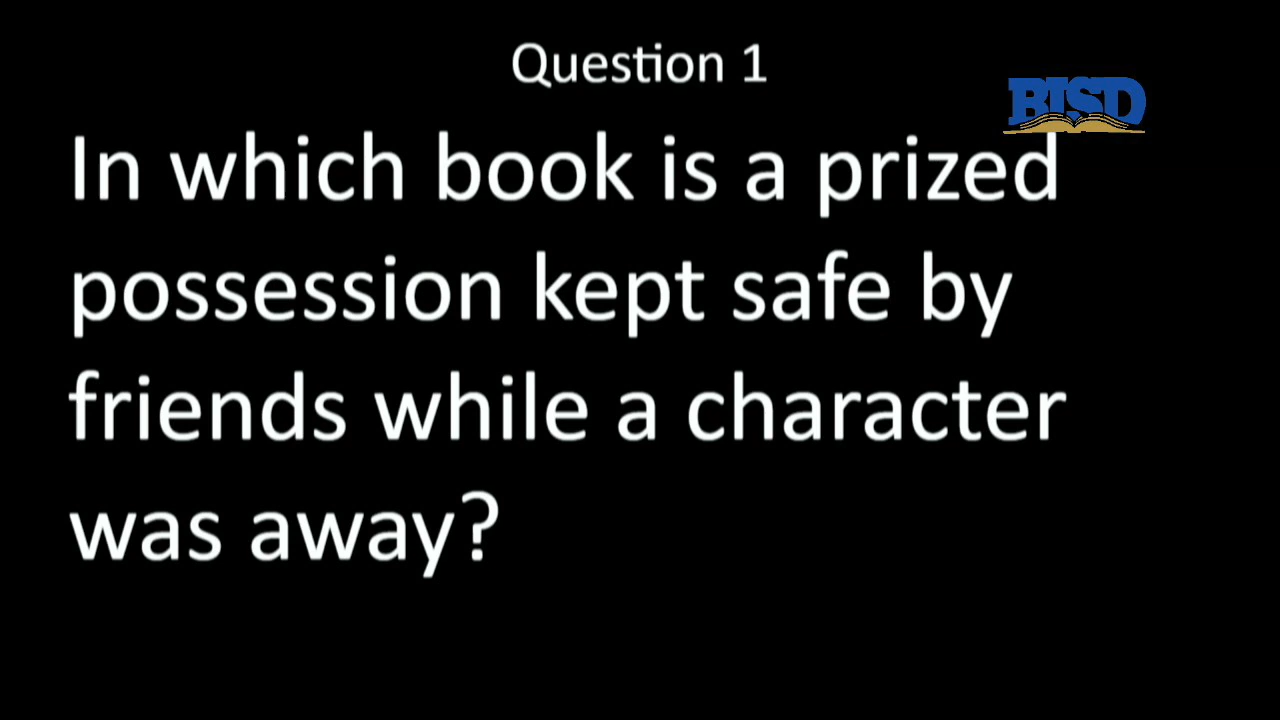 Question 1
BISD
In which book is a prized
possession kept safe by
friends while a character
was away?